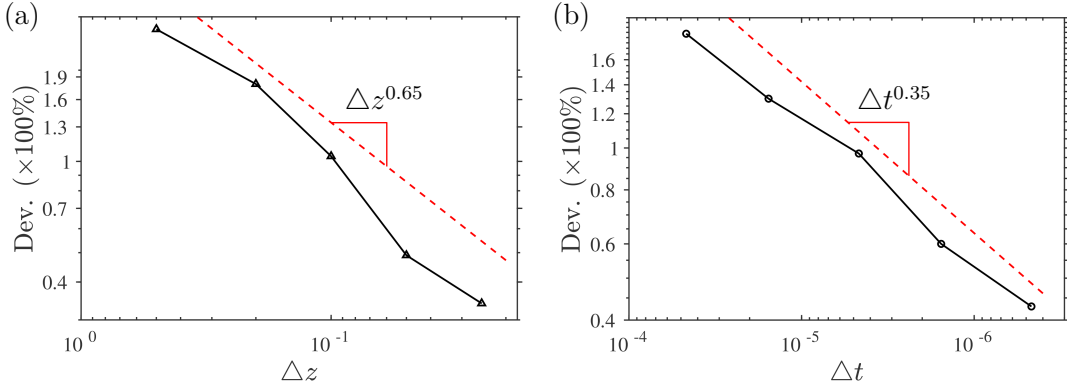 (a)
Dev. (×100%)
1.9
1.6
1.3
1
0.7
0.4
△z^0.65
10^0
10^-1
△z
(b)
Dev. (×100%)
1.6
1.4
1.2
1
0.8
0.6
0.4
△t^0.35
10^-4
10^-5
10^-6
△t